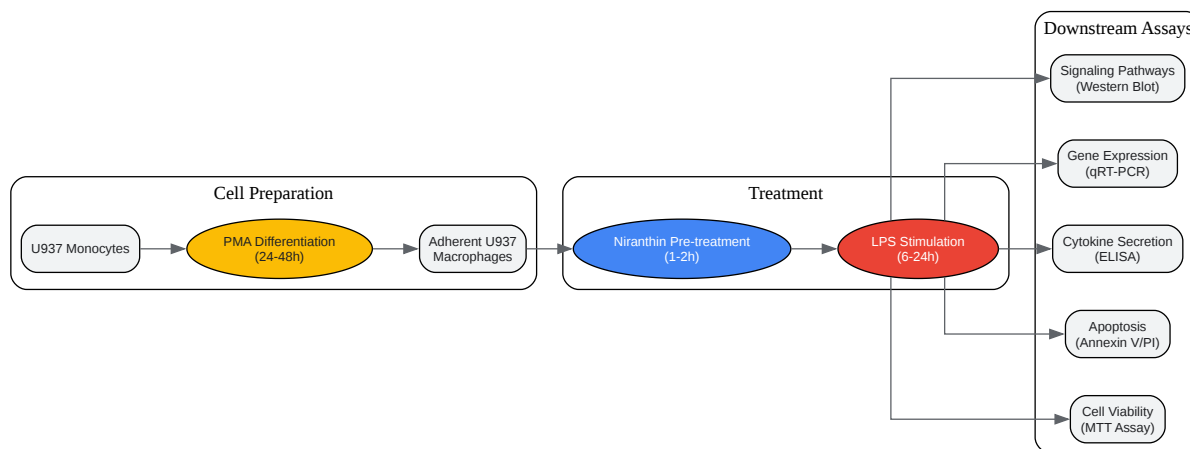 Cell Preparation
U937 Monocytes
PMA Differentiation
(24-48h)
Adherent U937
Macrophages
Treatment
Niranthin Pre-treatment
(1-2h)
LPS Stimulation
(6-24h)
Downstream Assays
Signaling Pathways
(Western Blot)
Gene Expression
(qRT-PCR)
Cytokine Secretion
(ELISA)
Apoptosis
(Annexin V/PI)
Cell Viability
(MTT Assay)